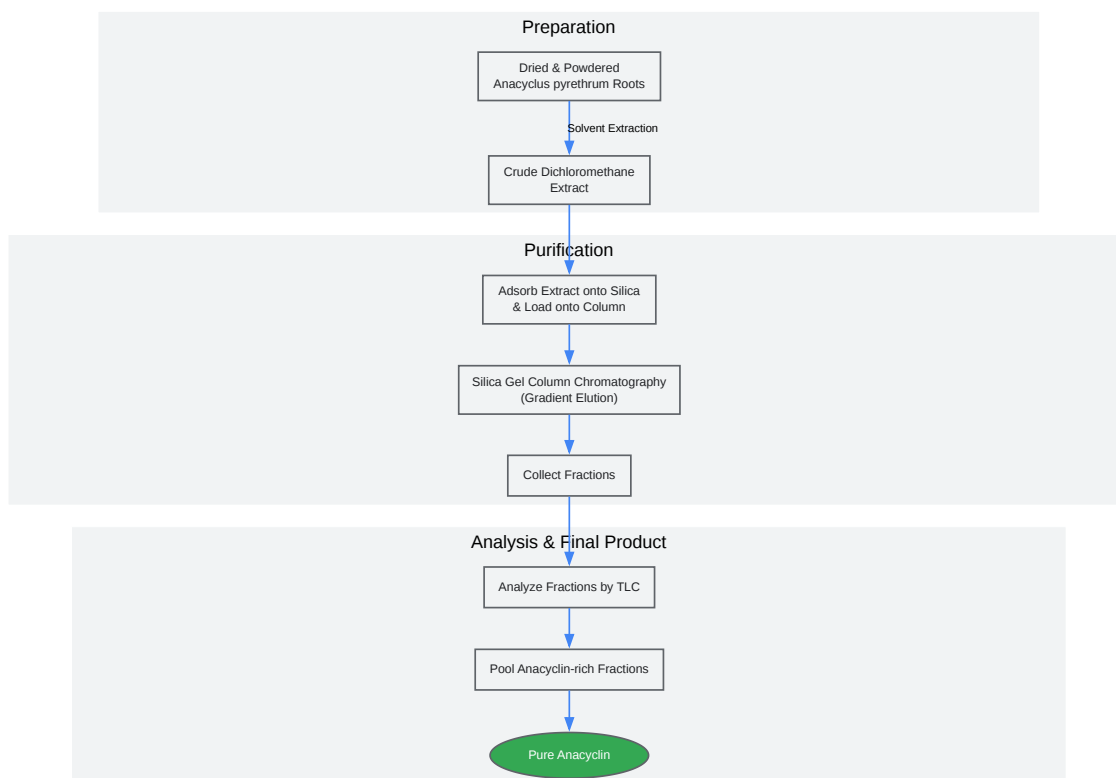 Preparation
Dried & Powdered
Anacyclus pyrethrum Roots
Solvent Extraction
Crude Dichloromethane
Extract
Purification
Adsorb Extract onto Silica
& Load onto Column
Silica Gel Column Chromatography
(Gradient Elution)
Collect Fractions
Analysis & Final Product
Analyze Fractions by TLC
Pool Anacyclin-rich Fractions
Pure Anacyclin